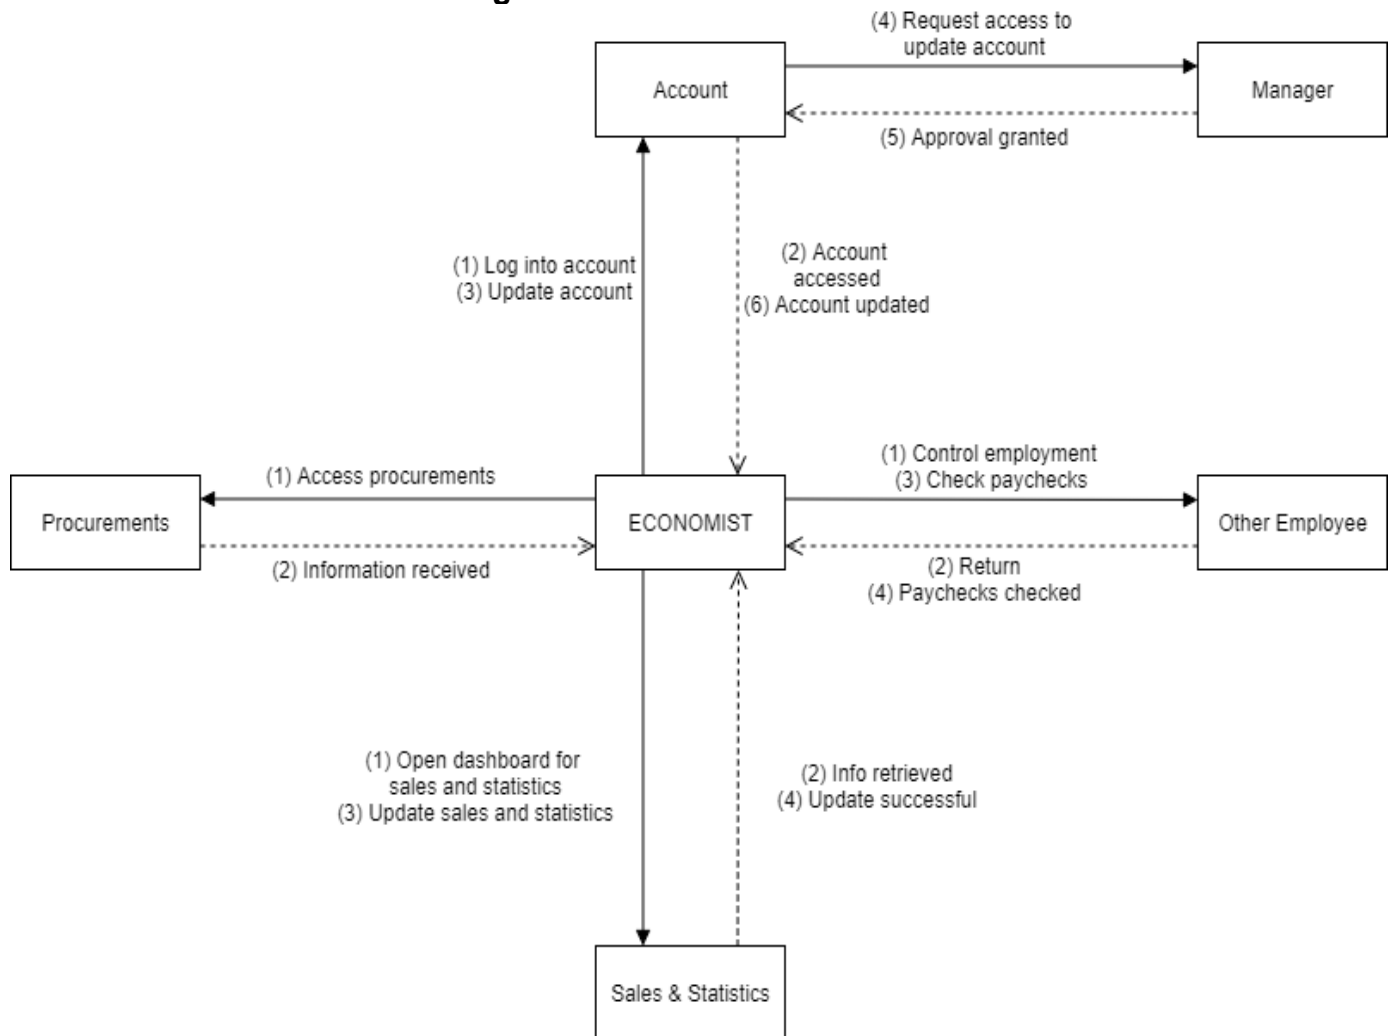 g
(4) Request access to
update account
Account
Manager
(5) Approval granted
(1) Log into account
(3) Update account
(2) Account
accessed
(6) Account updated
(1) Access procurements
(1) Control employment
(3) Check paychecks
Procurements
ECONOMIST
Other Employee
(2) Information received
(2) Return
(4) Paychecks checked
(1) Open dashboard for
sales and statistics
(3) Update sales and statistics
(2) Info retrieved
(4) Update successful
Sales & Statistics